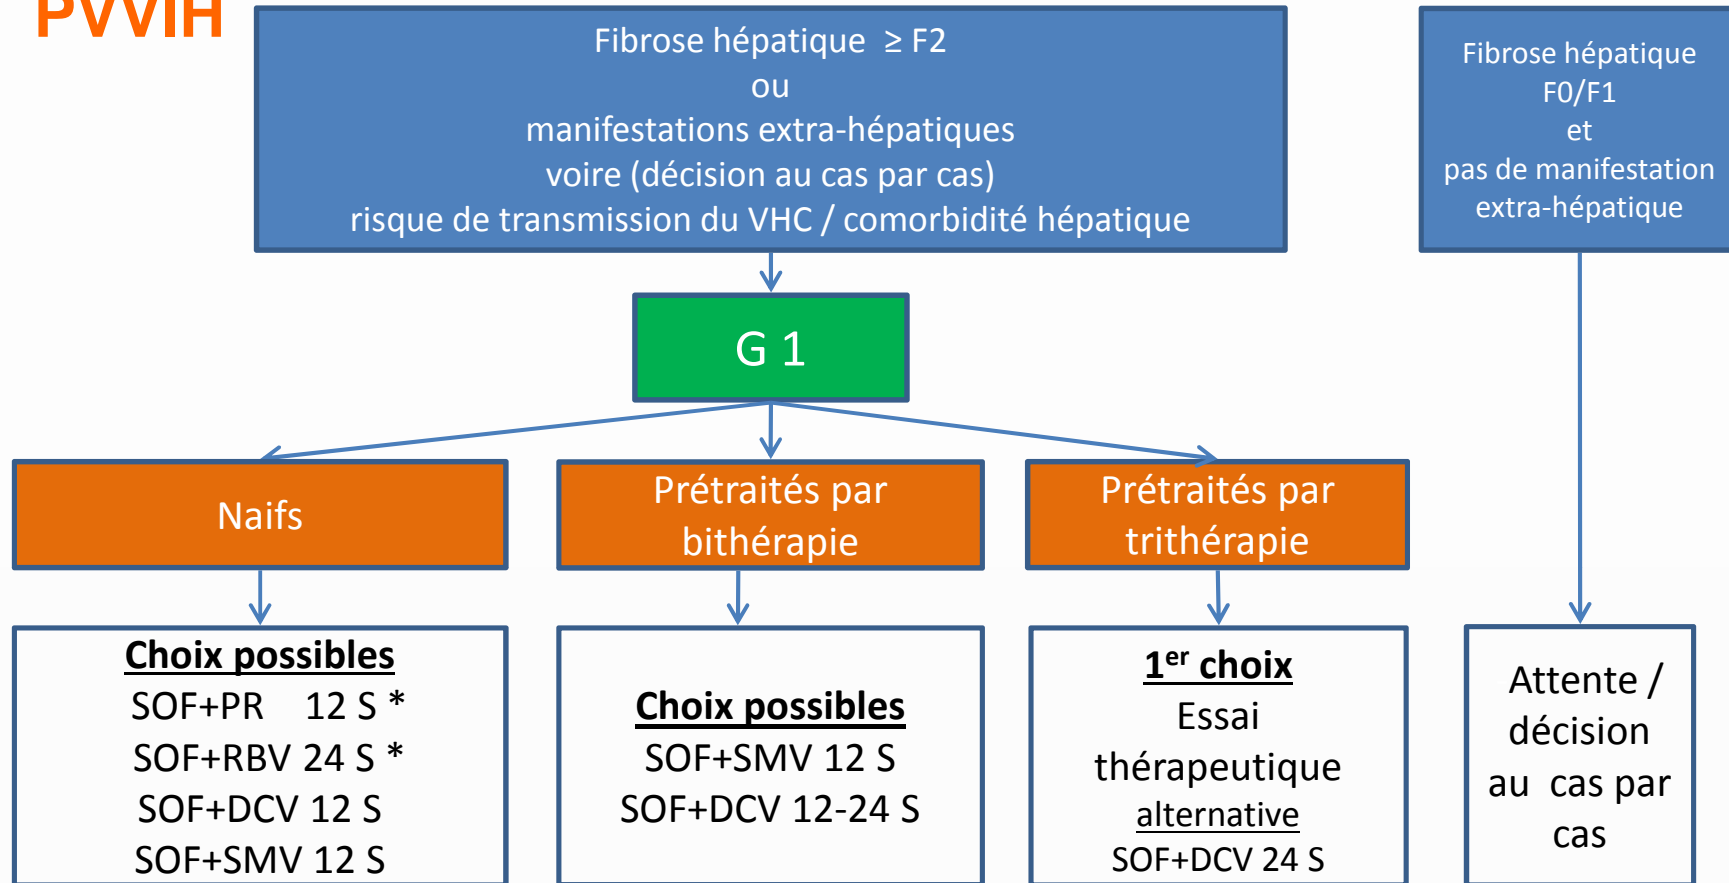 PVVIH
Fibrose hépatique ≥ F2
ou
manifestations extra-hépatiques
voire (décision au cas par cas)
risque de transmission du VHC / comorbidité hépatique
Fibrose hépatique
F0/F1
et
pas de manifestation
extra-hépatique
G 1
Naifs
Prétraités par
bithérapie
Prétraités par
trithérapie
Choix possibles
SOF+PR 12 S *
SOF+RBV 24 S *
SOF+DCV 12 S
SOF+SMV 12 S
Choix possibles
SOF+SMV 12 S
SOF+DCV 12-24 S
1er choix
Essai
thérapeutique
alternative
SOF+DCV 24 S
Attente /
décision
au cas par
cas